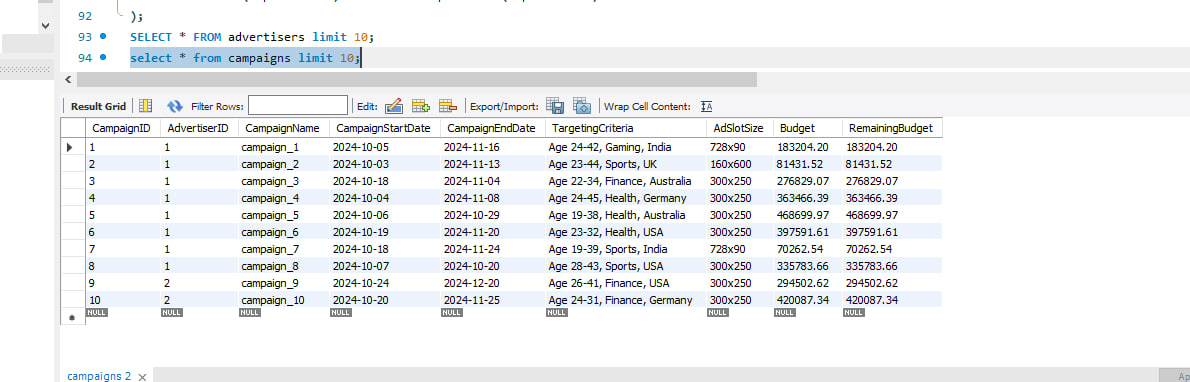 92 );
93 SELECT * FROM advertisers limit 10;
94 select * from campaigns limit 10;
Result Grid Filter Rows: Edit: Export/Import: Wrap Cell Content:
CampaignID AdvertiserID CampaignName CampaignStartDate CampaignEndDate TargetingCriteria AdSlotSize Budget RemainingBudget
1 1 campaign_1 2024-10-05 2024-11-16 Age 24-42, Gaming, India 728x90 183204.20 183204.20
2 1 campaign_2 2024-10-03 2024-11-13 Age 23-44, Sports, UK 160x600 81431.52 81431.52
3 1 campaign_3 2024-10-18 2024-11-04 Age 22-34, Finance, Australia 300x250 276829.07 276829.07
4 1 campaign_4 2024-10-04 2024-11-08 Age 24-45, Health, Germany 300x250 363466.39 363466.39
5 1 campaign_5 2024-10-06 2024-10-29 Age 19-38, Health, Australia 300x250 468699.97 468699.97
6 1 campaign_6 2024-10-19 2024-11-20 Age 23-32, Health, USA 300x250 397591.61 397591.61
7 1 campaign_7 2024-10-18 2024-11-24 Age 19-39, Sports, India 728x90 70262.54 70262.54
8 1 campaign_8 2024-10-07 2024-10-20 Age 28-43, Sports, USA 300x250 335783.66 335783.66
9 2 campaign_9 2024-10-24 2024-12-20 Age 26-41, Finance, USA 300x250 294502.62 294502.62
10 2 campaign_10 2024-10-20 2024-11-25 Age 24-31, Finance, Germany 300x250 420087.34 420087.34
NULL NULL NULL NULL NULL NULL NULL NULL NULL
campaigns 2